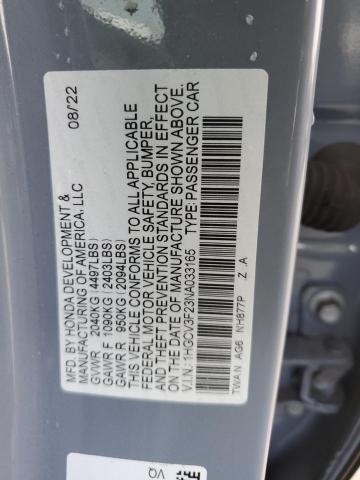 MFD. BY HONDA DEVELOPMENT & 08/22
MANUFACTURING OF AMERICA, LLC
GVWR 2040KG (4497LBS)
GAWR F 1090KG (2403LBS)
GAWR R 950KG (2094LBS)
THIS VEHICLE CONFORMS TO ALL APPLICABLE
FEDERAL MOTOR VEHICLE SAFETY, BUMPER,
AND THEFT PREVENTION STANDARDS IN EFFECT
ON THE DATE OF MANUFACTURE SHOWN ABOVE.
V.I.N.: 1HGCV3F23NA033165 TYPE: PASSENGER CAR
TWAN AG6 NH877P Z A
VQ